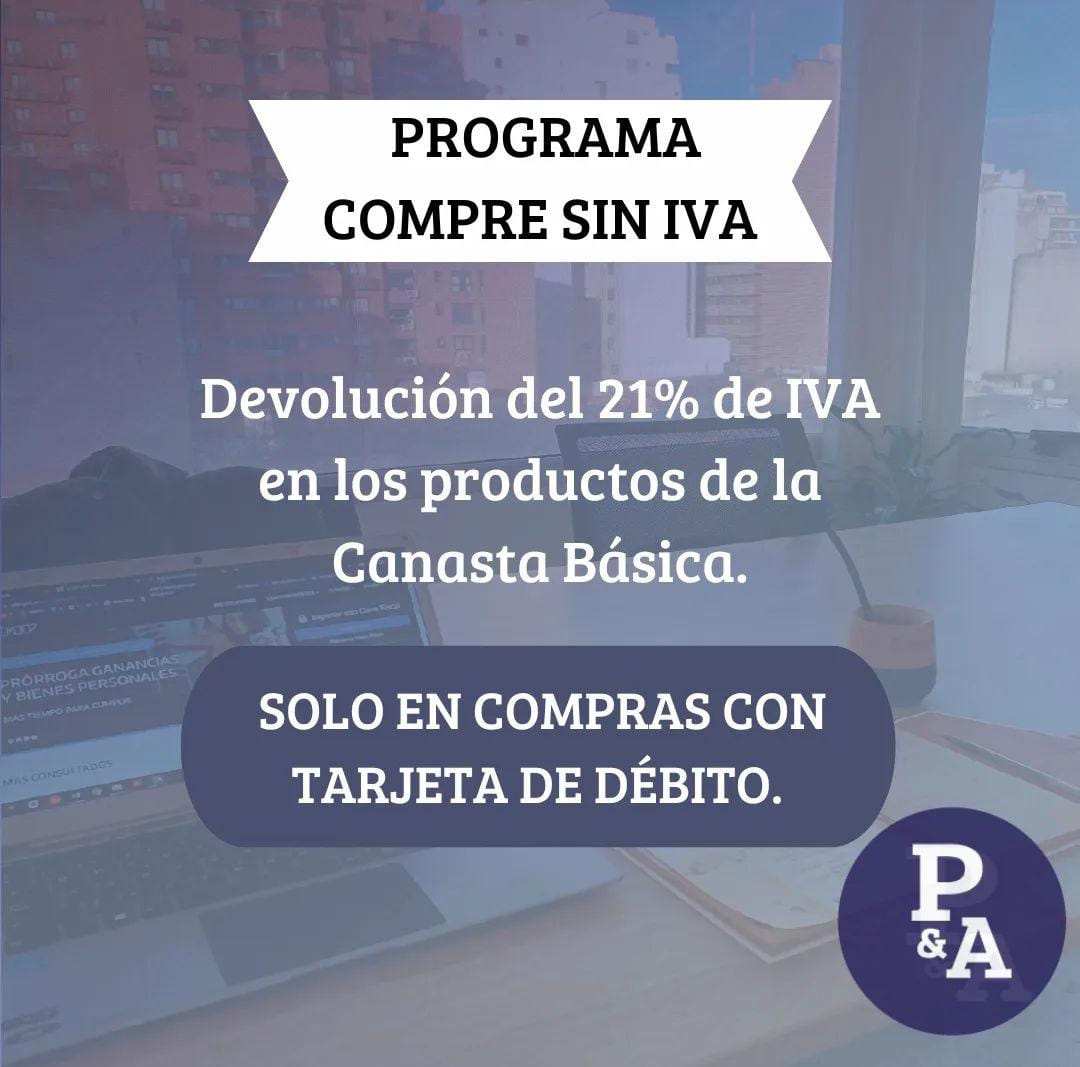 PROGRAMA
COMPRE SIN IVA
Devolución del 21% de IVA
en los productos de la
Canasta Básica.
SOLO EN COMPRAS CON
TARJETA DE DÉBITO.
PRÓRROGA GANANCIAS
Y BIENES PERSONALES
MÁS TIEMPO PARA CUMPLIR
MÁS CONSULTADOS
P
&
A